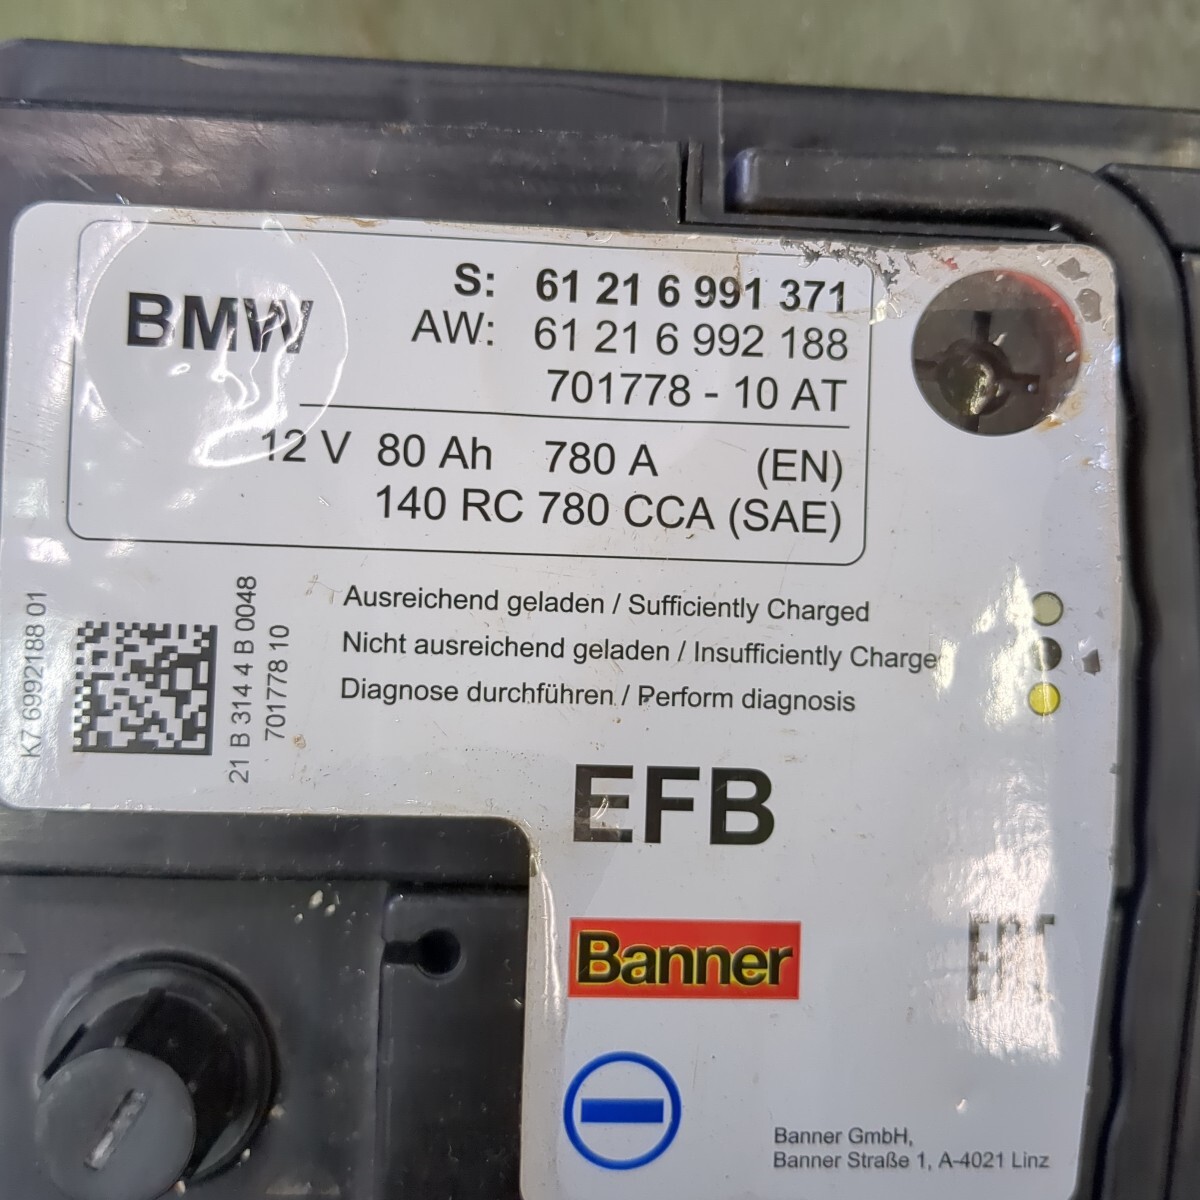 BMW
S: 61 21 6 991 371
AW: 61 21 6 992 188
701778 - 10 AT
12 V 80 Ah 780 A (EN)
140 RC 780 CCA (SAE)
Ausreichend geladen / Sufficiently Charged
Nicht ausreichend geladen / Insufficiently Charge
Diagnose durchführen / Perform diagnosis
K7 6992188 01
21 B 314 4 B 0048
701778 10
EFB
Banner
Banner GmbH,
Banner Straße 1, A-4021 Linz